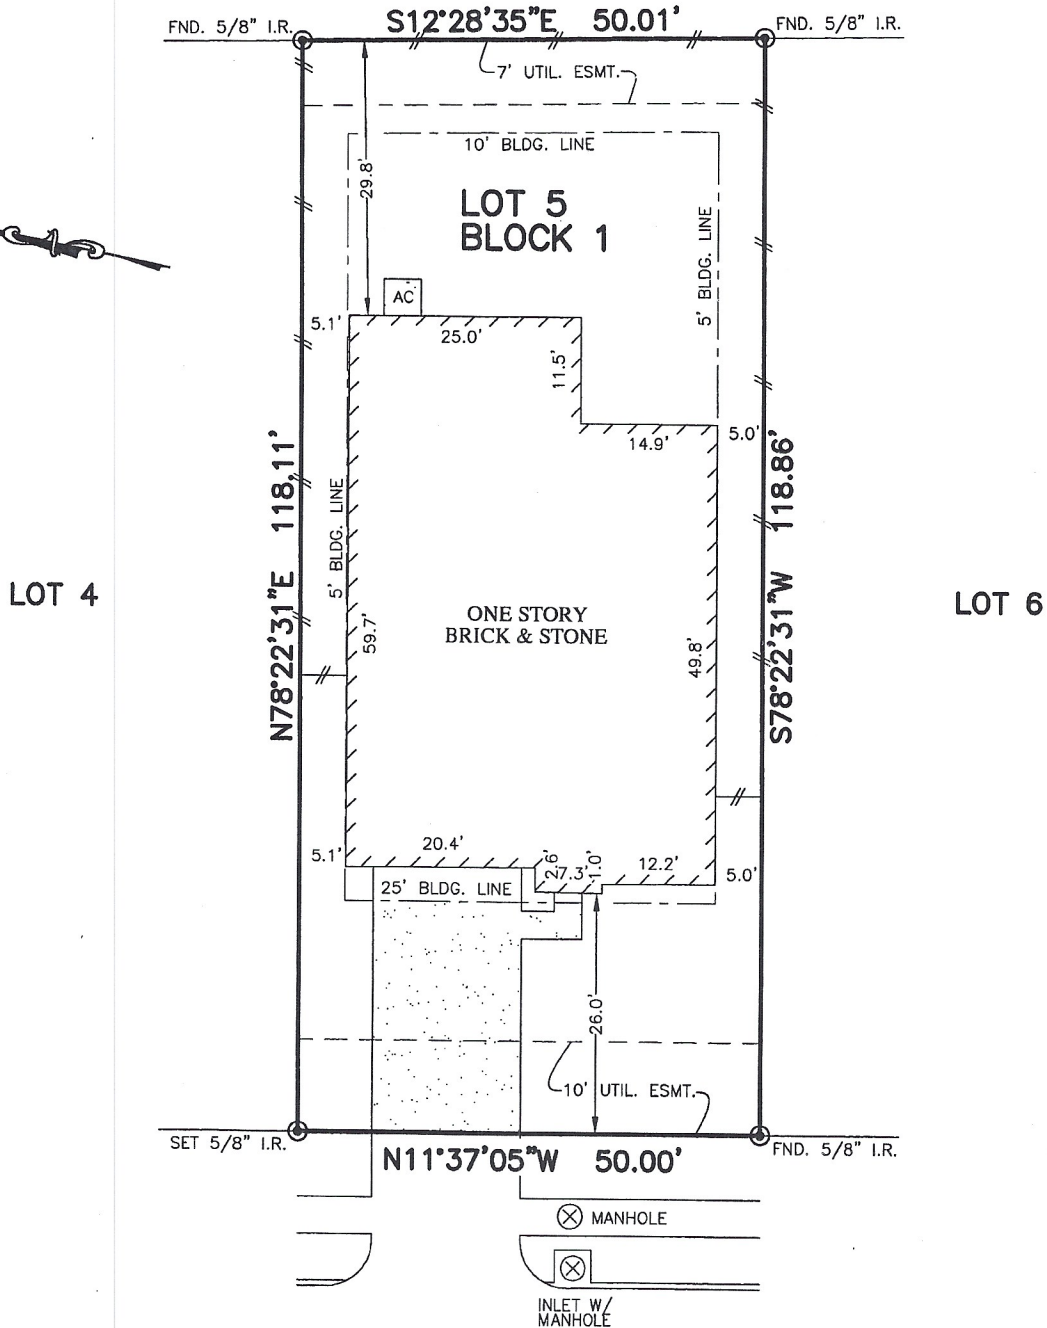 S12°28'35"E 50.01'
FND. 5/8" I.R.
FND. 5/8" I.R.
7' UTIL. ESMT.
10' BLDG. LINE
29.8'
LOT 5
BLOCK 1
5' BLDG. LINE
AC
5.1'
25.0'
11.5'
14.9'
5.0'
N78°22'31"E 118.11'
5' BLDG. LINE
S78°22'31"W 118.86'
LOT 4
LOT 6
ONE STORY
BRICK & STONE
59.7'
49.8'
5.1'
20.4'
2.6'
7.3'
1.0'
12.2'
5.0'
25' BLDG. LINE
26.0'
10' UTIL. ESMT.
SET 5/8" I.R.
FND. 5/8" I.R.
N11°37'05"W 50.00'
MANHOLE
INLET W/
MANHOLE